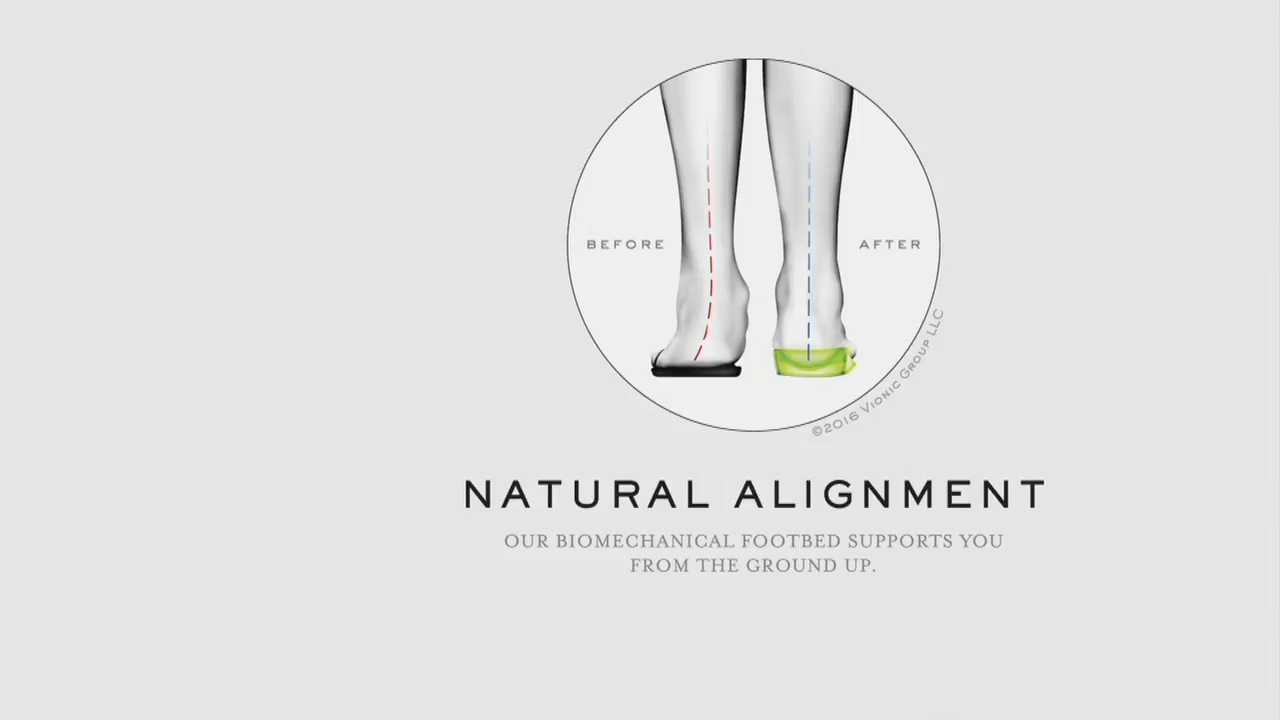 BEFORE
AFTER
©2016 VIONIC GROUP LLC
NATURAL ALIGNMENT
OUR BIOMECHANICAL FOOTBED SUPPORTS YOU
FROM THE GROUND UP.